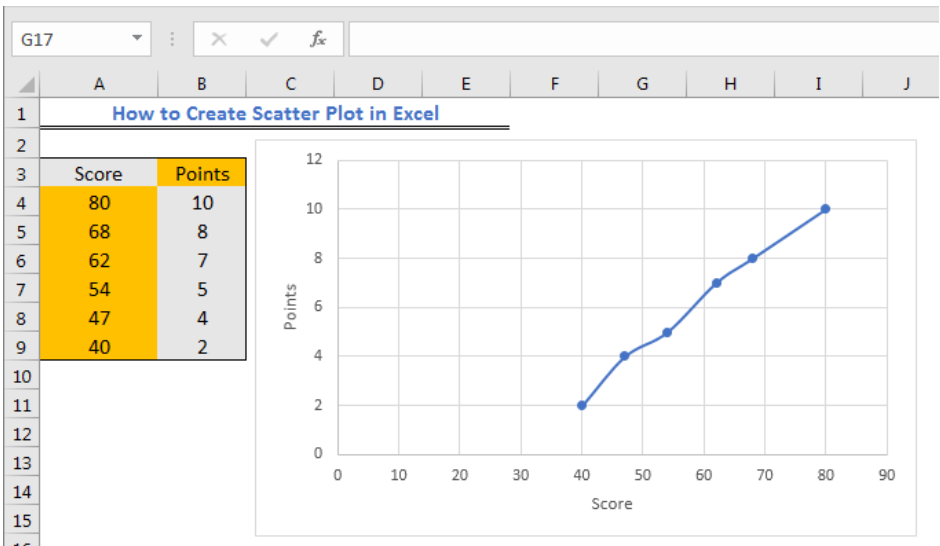 G17 fx
A B C D E F G H I J
1 How to Create Scatter Plot in Excel
2
3 Score Points
4 80 10
5 68 8
6 62 7
7 54 5
8 47 4
9 40 2
10
11
12
13
14
15
16
12
10
8
6
4
2
0
Points
0 10 20 30 40 50 60 70 80 90
Score